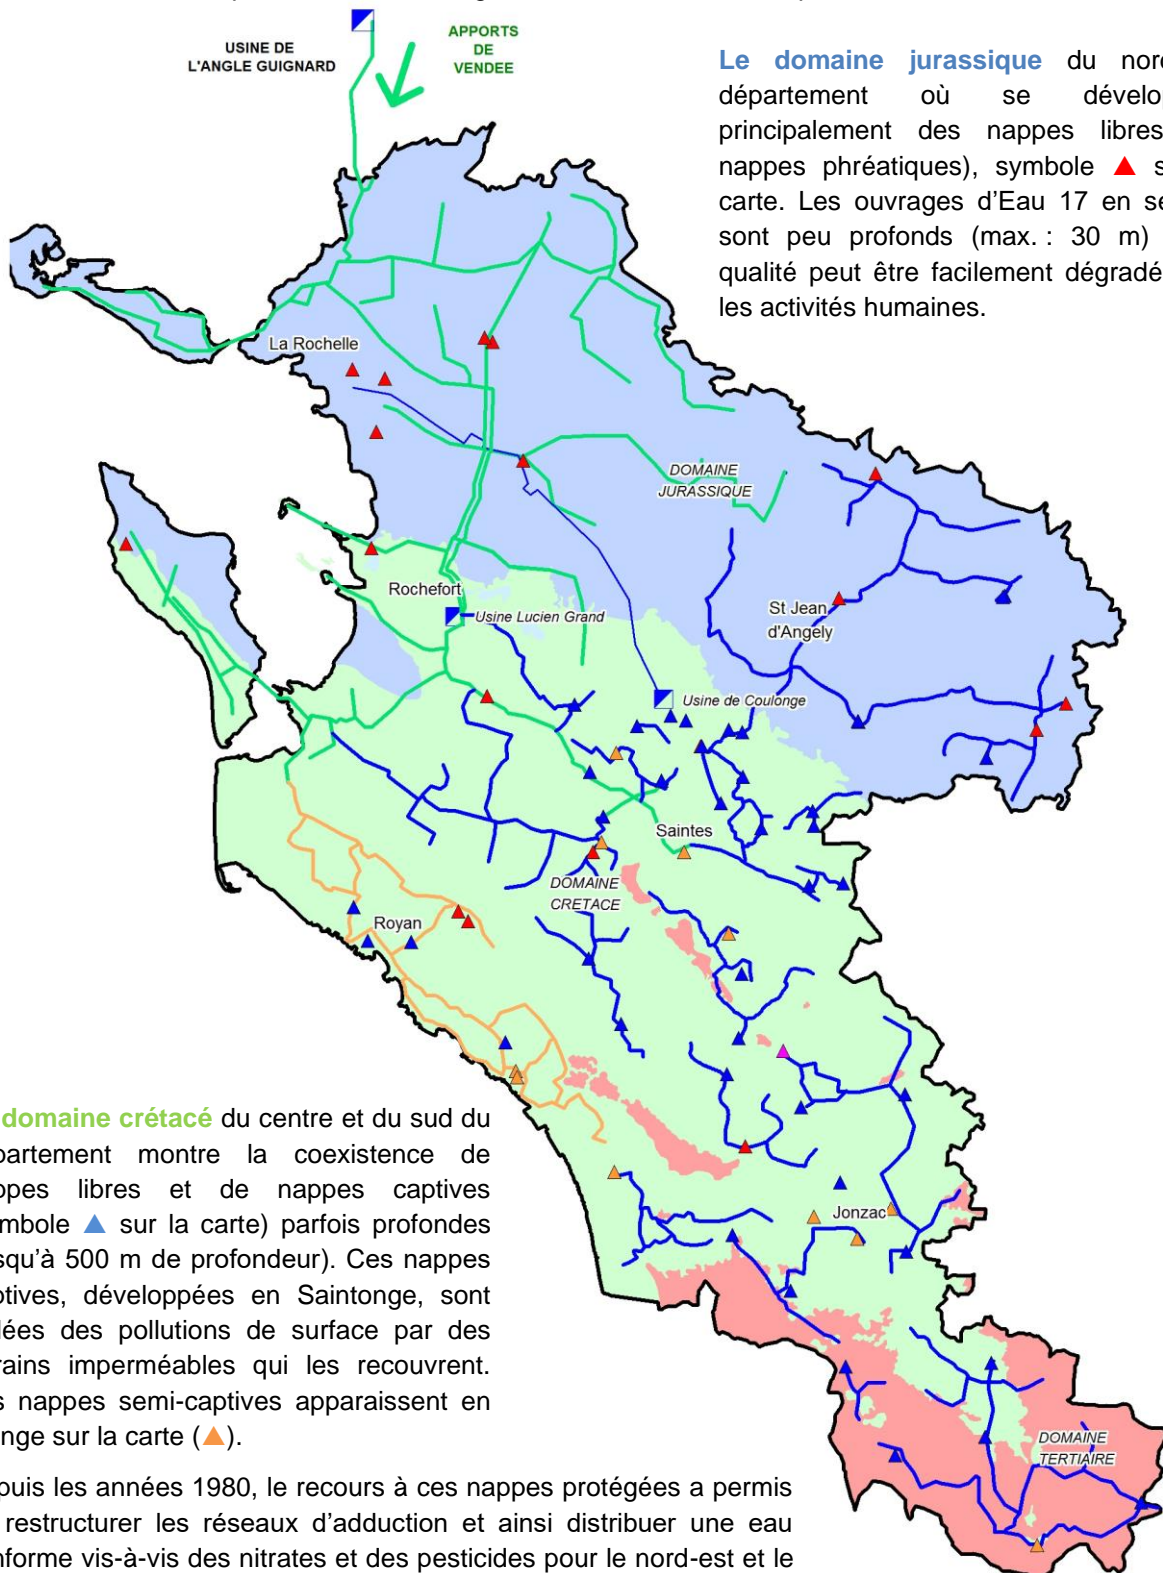 USINE DE
L'ANGLE GUIGNARD
APPORTS
DE
VENDEE
Le domaine jurassique du nor
département où se dévelo
principalement des nappes libres
nappes phréatiques), symbole ▲ s
carte. Les ouvrages d'Eau 17 en se
sont peu profonds (max. : 30 m)
qualité peut être facilement dégradé
les activités humaines.
La Rochelle
DOMAINE
JURASSIQUE
Rochefort
Usine Lucien Grand
St Jean
d'Angely
Usine de Coulonge
Saintes
DOMAINE
CRETACE
Royan
domaine crétacé du centre et du sud du
partement montre la coexistence de
ppes libres et de nappes captives
mbole ▲ sur la carte) parfois profondes
squ'à 500 m de profondeur). Ces nappes
ptives, développées en Saintonge, sont
lées des pollutions de surface par des
rains imperméables qui les recouvrent.
s nappes semi-captives apparaissent en
ange sur la carte (▲).
Jonzac
DOMAINE
TERTIAIRE
puis les années 1980, le recours à ces nappes protégées a permis
restructurer les réseaux d'adduction et ainsi distribuer une eau
nforme vis-à-vis des nitrates et des pesticides pour le nord-est et le